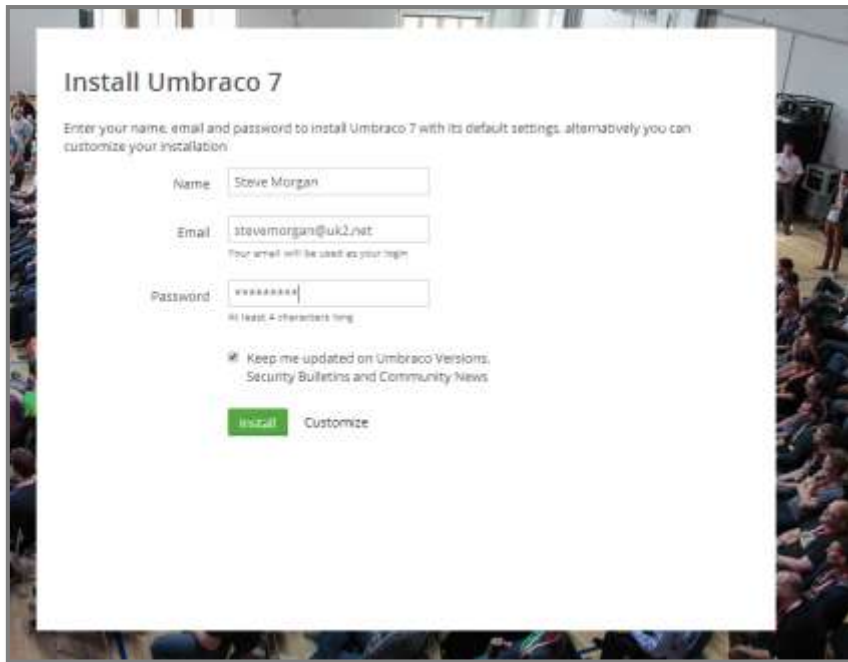 Install Umbraco 7
Enter your name, email and password to install Umbraco 7 with its default settings, alternatively you can
customize your installation
Name
Steve Morgan
Email
stevemorgan@uk2.net
Your email will be used as your login
Password
*********
At least 4 characters long
Keep me updated on Umbraco Versions,
Security Bulletins and Community News
Install Customize